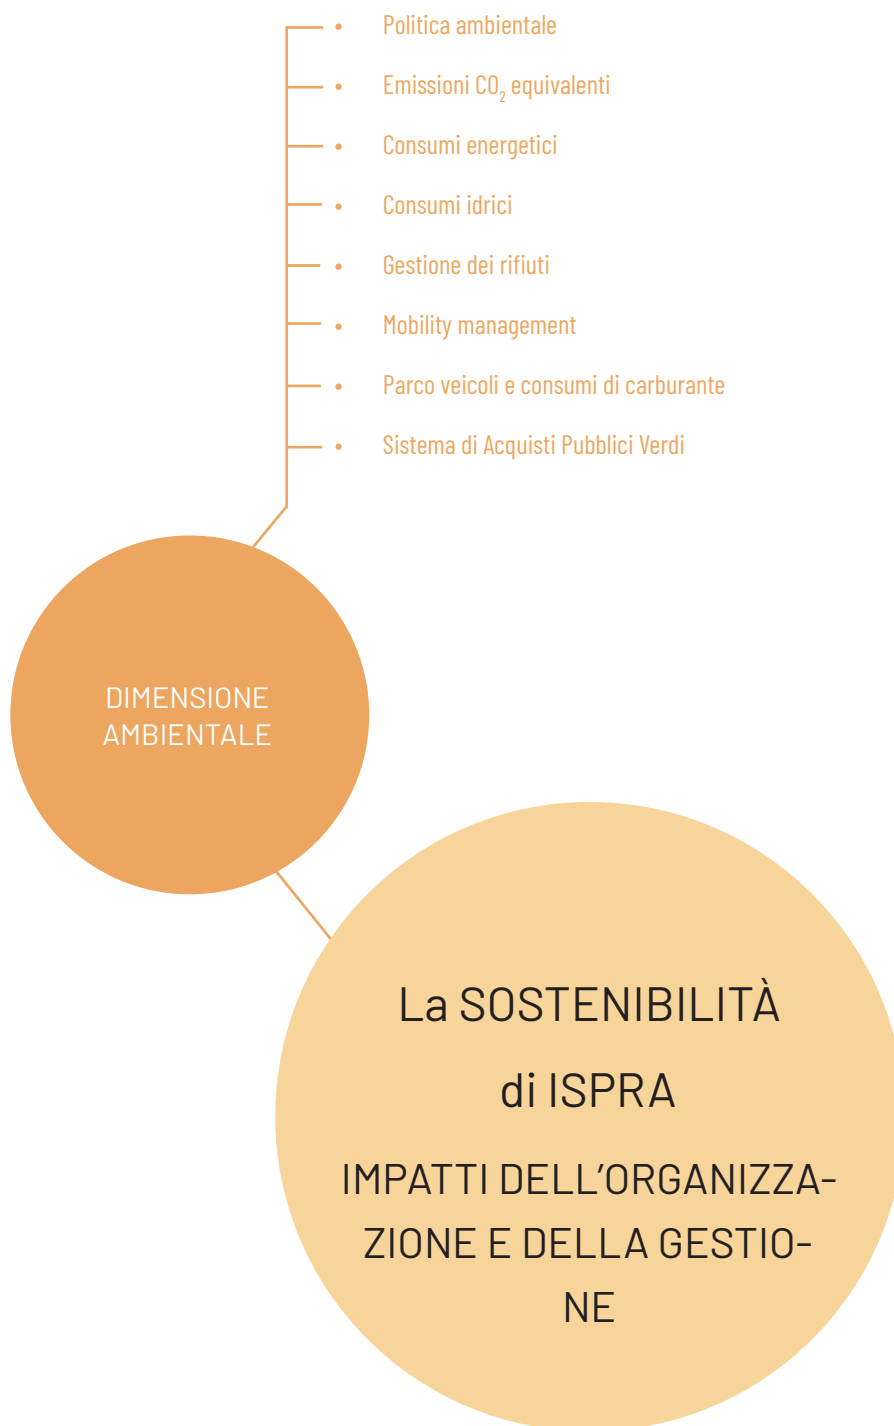 • Politica ambientale
• Emissioni CO₂ equivalenti
• Consumi energetici
• Consumi idrici
• Gestione dei rifiuti
• Mobility management
• Parco veicoli e consumi di carburante
• Sistema di Acquisti Pubblici Verdi
DIMENSIONE
AMBIENTALE
La SOSTENIBILITÀ
di ISPRA
IMPATTI DELL’ORGANIZZA-
ZIONE E DELLA GESTIO-
NE